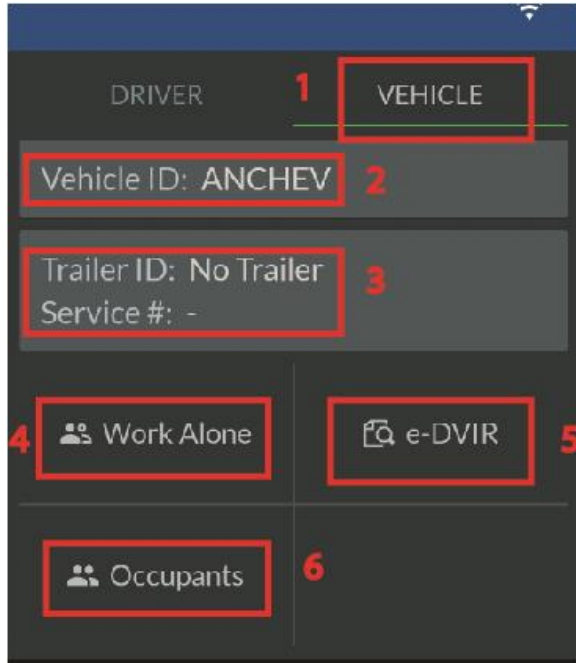 DRIVER 1 VEHICLE
Vehicle ID: ANCHEV 2
Trailer ID: No Trailer
Service #: -
3
4 Work Alone
e-DVIR 5
Occupants 6